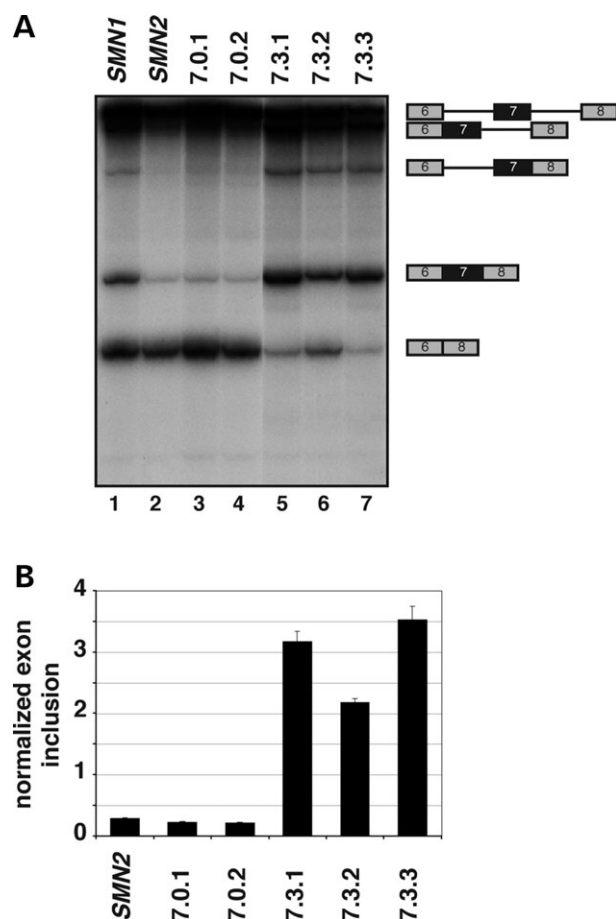 A
SMN1 SMN2 7.0.1 7.0.2 7.3.1 7.3.2 7.3.3
6 7 8
6 7 8
6 7 8
6 7 8
6 8
1 2 3 4 5 6 7
B
normalized exon
inclusion
4
3
2
1
0
SMN2 7.0.1 7.0.2 7.3.1 7.3.2 7.3.3